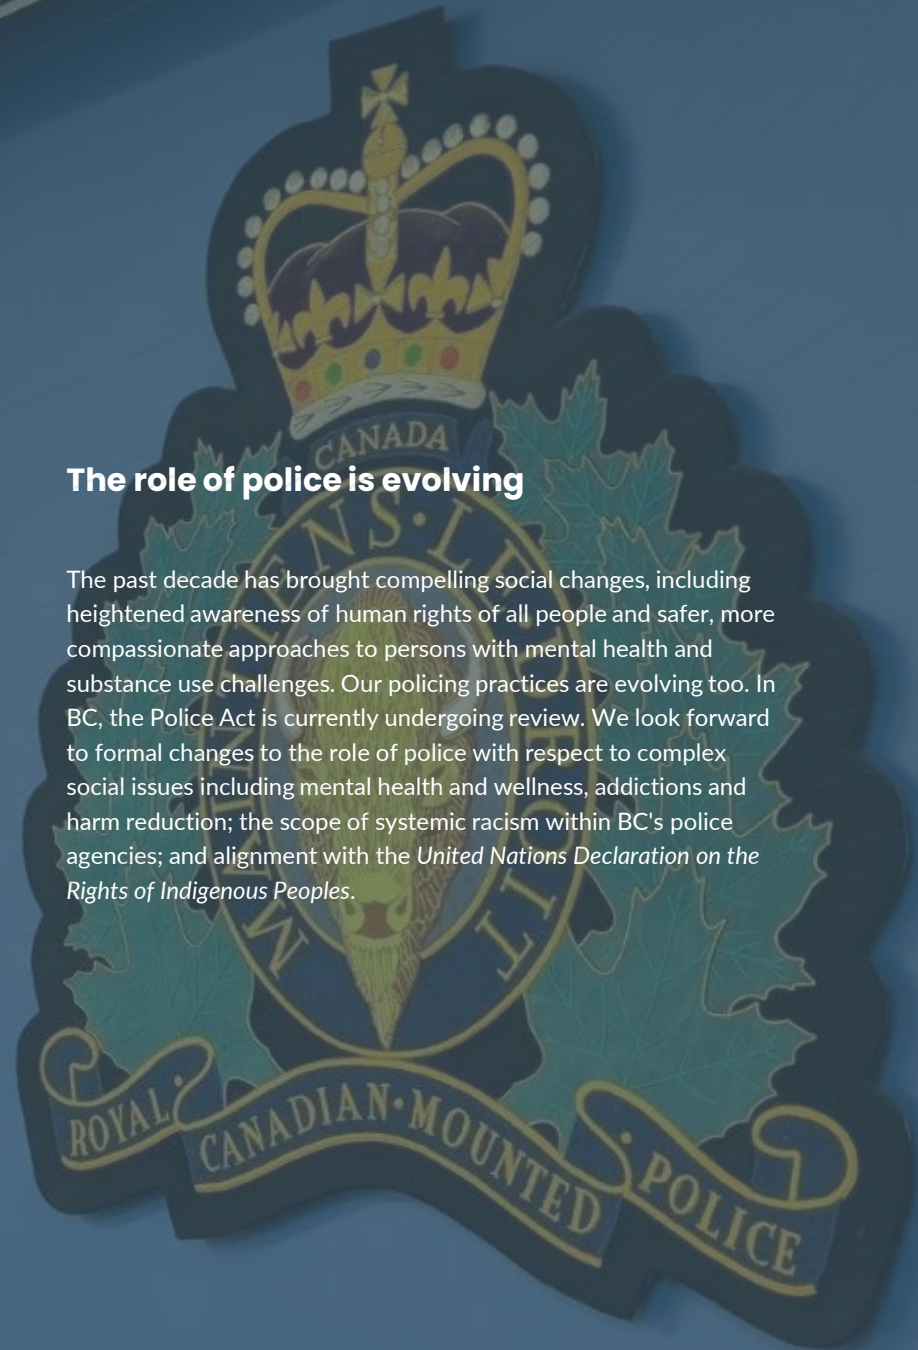 CANADA
The role of police is evolving
MAINTIENS LE DROIT
The past decade has brought compelling social changes, including
heightened awareness of human rights of all people and safer, more
compassionate approaches to persons with mental health and
substance use challenges. Our policing practices are evolving too. In
BC, the Police Act is currently undergoing review. We look forward
to formal changes to the role of police with respect to complex
social issues including mental health and wellness, addictions and
harm reduction; the scope of systemic racism within BC's police
agencies; and alignment with the United Nations Declaration on the
Rights of Indigenous Peoples.
ROYAL CANADIAN·MOUNTED POLICE